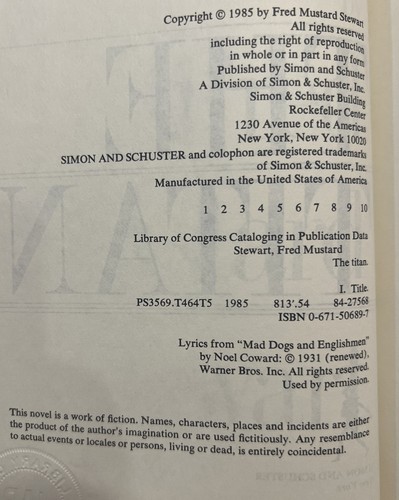 Copyright © 1985 by Fred Mustard Stewart
All rights reserved
including the right of reproduction
in whole or in part in any form
Published by Simon and Schuster
A Division of Simon & Schuster, Inc.
Simon & Schuster Building
Rockefeller Center
1230 Avenue of the Americas
New York, New York 10020
SIMON AND SCHUSTER and colophon are registered trademarks
of Simon & Schuster, Inc.
Manufactured in the United States of America
1 2 3 4 5 6 7 8 9 10
Library of Congress Cataloging in Publication Data
Stewart, Fred Mustard
The titan.
I. Title.
PS3569.T464T5 1985 813'.54 84-27568
ISBN 0-671-50689-7
Lyrics from "Mad Dogs and Englishmen"
by Noel Coward: © 1931 (renewed),
Warner Bros. Inc. All rights reserved.
Used by permission.
This novel is a work of fiction. Names, characters, places and incidents are either
the product of the author's imagination or are used fictitiously. Any resemblance
to actual events or locales or persons, living or dead, is entirely coincidental.